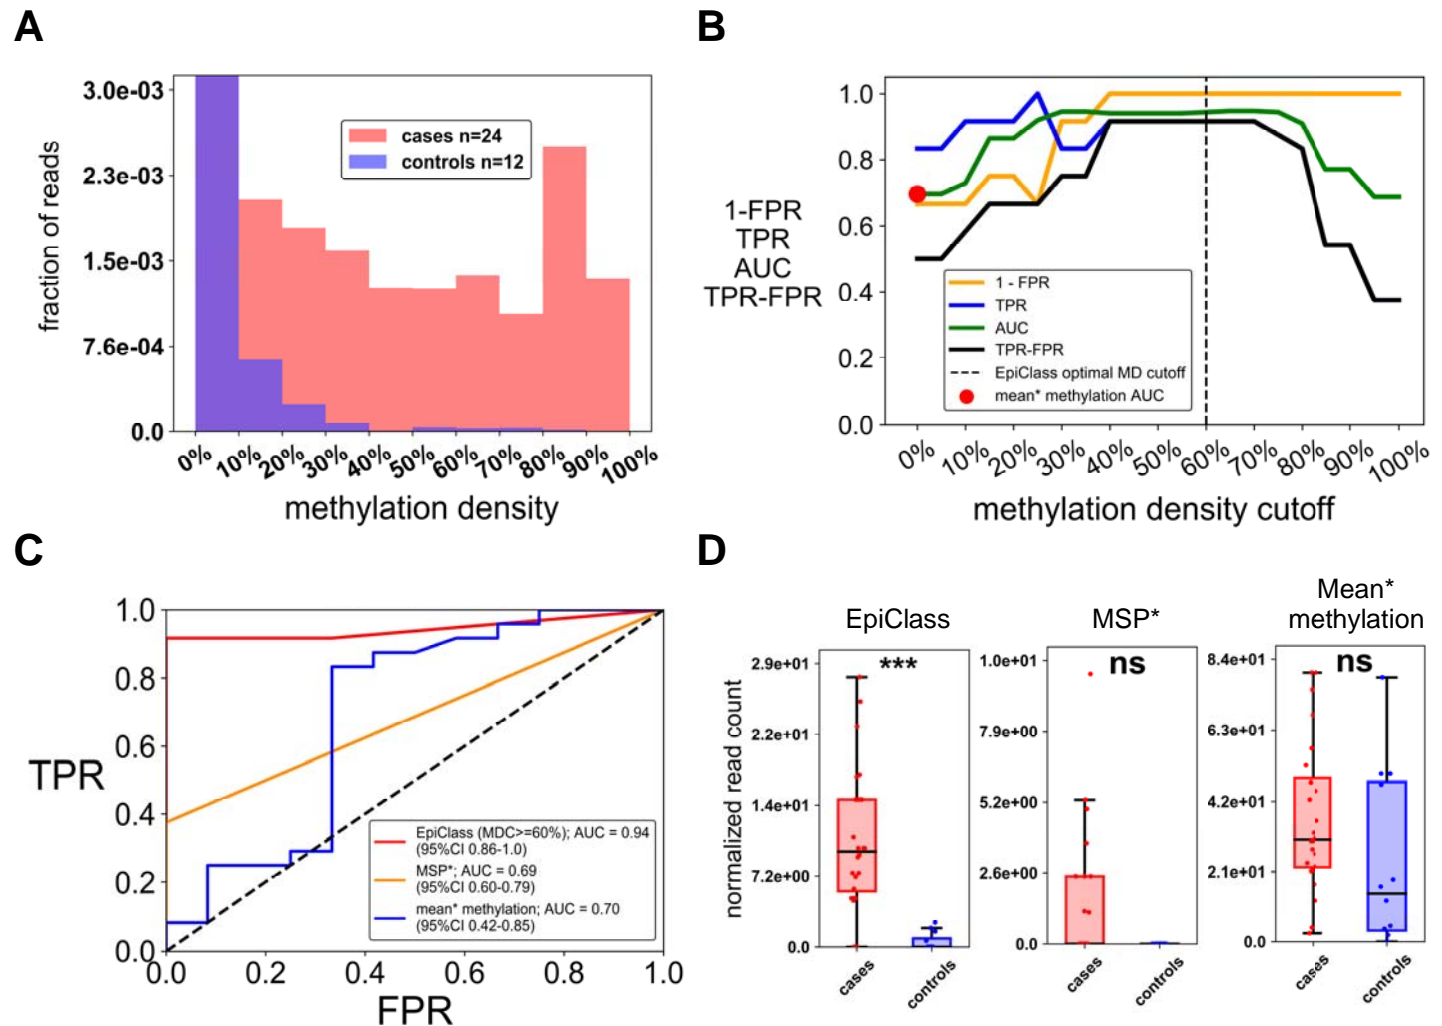 A
3.0e-03
2.3e-03
1.5e-03
7.6e-04
0.0
fraction of reads
cases n=24
controls n=12
0% 10% 20% 30% 40% 50% 60% 70% 80% 90% 100%
methylation density
B
1.0
0.8
0.6
0.4
0.2
0.0
1-FPR
TPR
AUC
TPR-FPR
1 - FPR
TPR
AUC
TPR-FPR
EpiClass optimal MD cutoff
mean* methylation AUC
0% 10% 20% 30% 40% 50% 60% 70% 80% 90% 100%
methylation density cutoff
C
1.0
0.8
0.6
0.4
0.2
0.0
TPR
EpiClass (MDC>=60%); AUC = 0.94
(95%CI 0.86-1.0)
MSP*; AUC = 0.69
(95%CI 0.60-0.79)
mean* methylation; AUC = 0.70
(95%CI 0.42-0.85)
0.0 0.2 0.4 0.6 0.8 1.0
FPR
D
normalized read count
EpiClass
***
2.9e+01
2.2e+01
1.4e+01
7.2e+00
0.0
cases controls
MSP*
ns
1.0e+01
7.9e+00
5.2e+00
2.6e+00
0.0
cases controls
Mean*
methylation
ns
8.4e+01
6.3e+01
4.2e+01
2.1e+01
0.0
cases controls